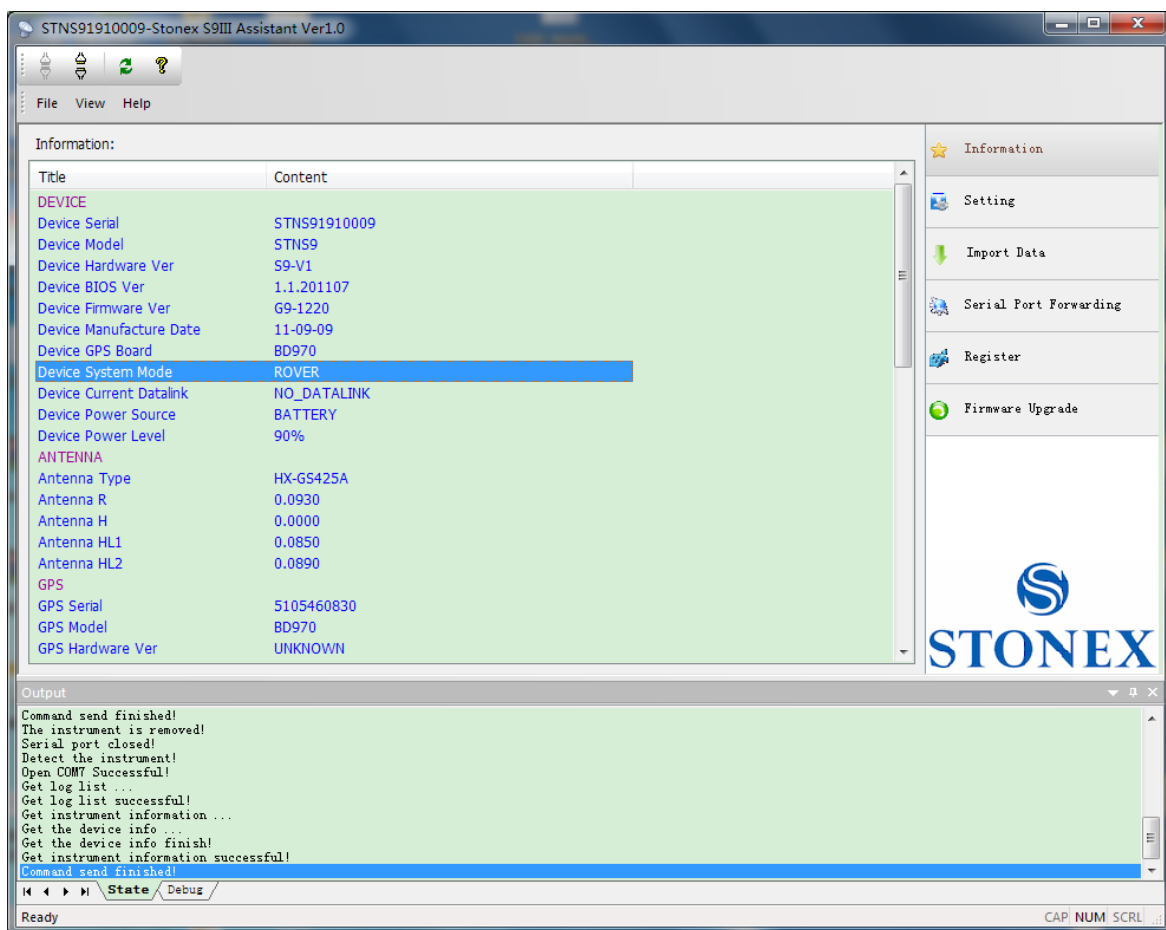 STNS91910009-Stonex S9III Assistant Ver1.0
File View Help
Information:
Title Content
DEVICE
Device Serial STNS91910009
Device Model STNS9
Device Hardware Ver S9-V1
Device BIOS Ver 1.1.201107
Device Firmware Ver G9-1220
Device Manufacture Date 11-09-09
Device GPS Board BD970
Device System Mode ROVER
Device Current Datalink NO_DATALINK
Device Power Source BATTERY
Device Power Level 90%
ANTENNA
Antenna Type HX-GS425A
Antenna R 0.0930
Antenna H 0.0000
Antenna HL1 0.0850
Antenna HL2 0.0890
GPS
GPS Serial 5105460830
GPS Model BD970
GPS Hardware Ver UNKNOWN
Information
Setting
Import Data
Serial Port Forwarding
Register
Firmware Upgrade
STONEX
Output
Command send finished!
The instrument is removed!
Serial port closed!
Detect the instrument!
Open COM7 Successful!
Get log list ...
Get log list successful!
Get instrument information ...
Get the device info ...
Get the device info finish!
Get instrument information successful!
Command send finished!
State Debug
Ready CAP NUM SCRL